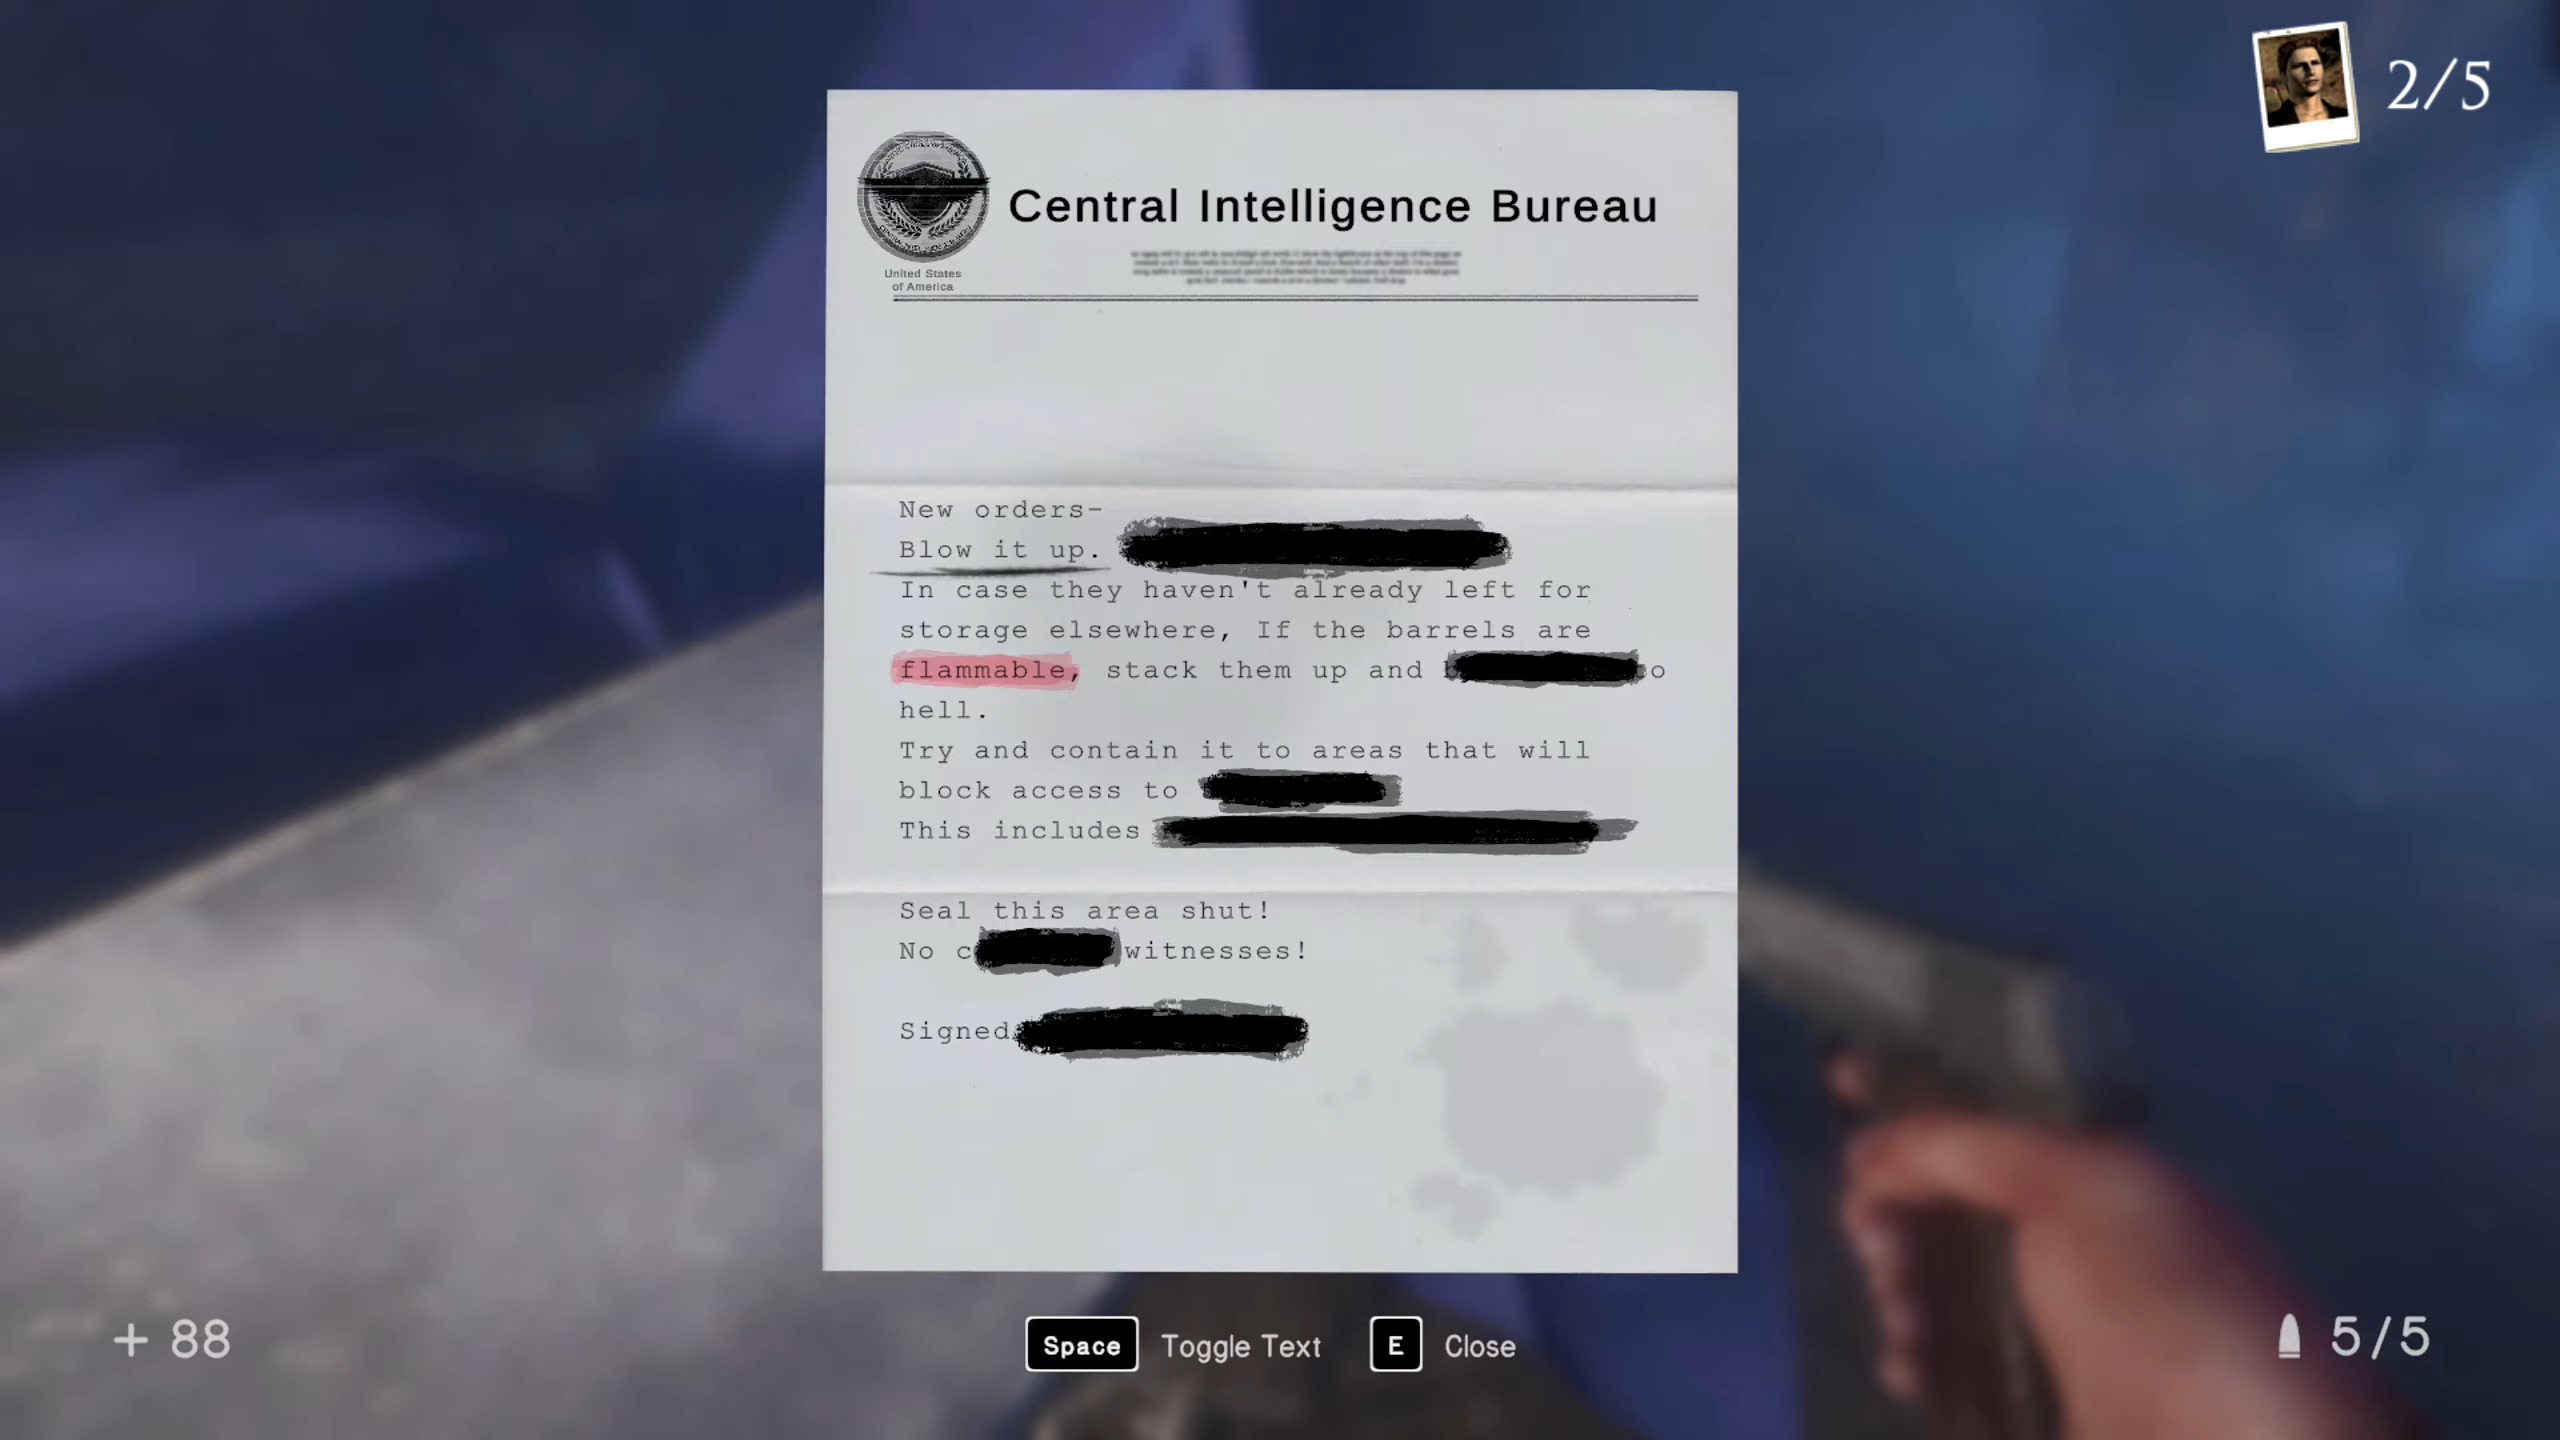 2/5
Central Intelligence Bureau
United States
of America
New orders-
Blow it up.
In case they haven't already left for
storage elsewhere, If the barrels are
flammable, stack them up and b o
hell.
Try and contain it to areas that will
block access to
This includes
Seal this area shut!
No c witnesses!
Signed
+ 88
Space Toggle Text E Close
5/5